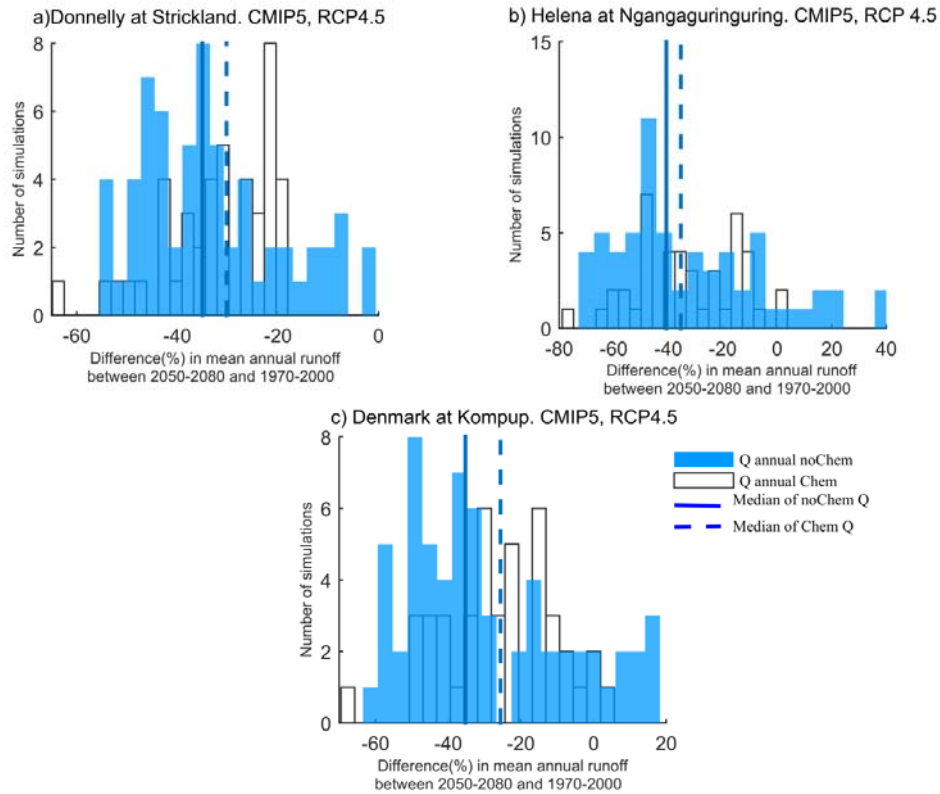 a)Donnelly at Strickland. CMIP5, RCP4.5
8
6
4
2
0
Number of simulations
-60
-40
-20
0
Difference(%) in mean annual runoff
between 2050-2080 and 1970-2000
b) Helena at Ngangaguringuring. CMIP5, RCP 4.5
15
10
5
0
Number of simulations
-80
-60
-40
-20
0
20
40
Difference(%) in mean annual runoff
between 2050-2080 and 1970-2000
c) Denmark at Kompup. CMIP5, RCP4.5
8
6
4
2
0
Number of simulations
-60
-40
-20
0
20
Difference(%) in mean annual runoff
between 2050-2080 and 1970-2000
Q annual noChem
Q annual Chem
Median of noChem Q
Median of Chem Q